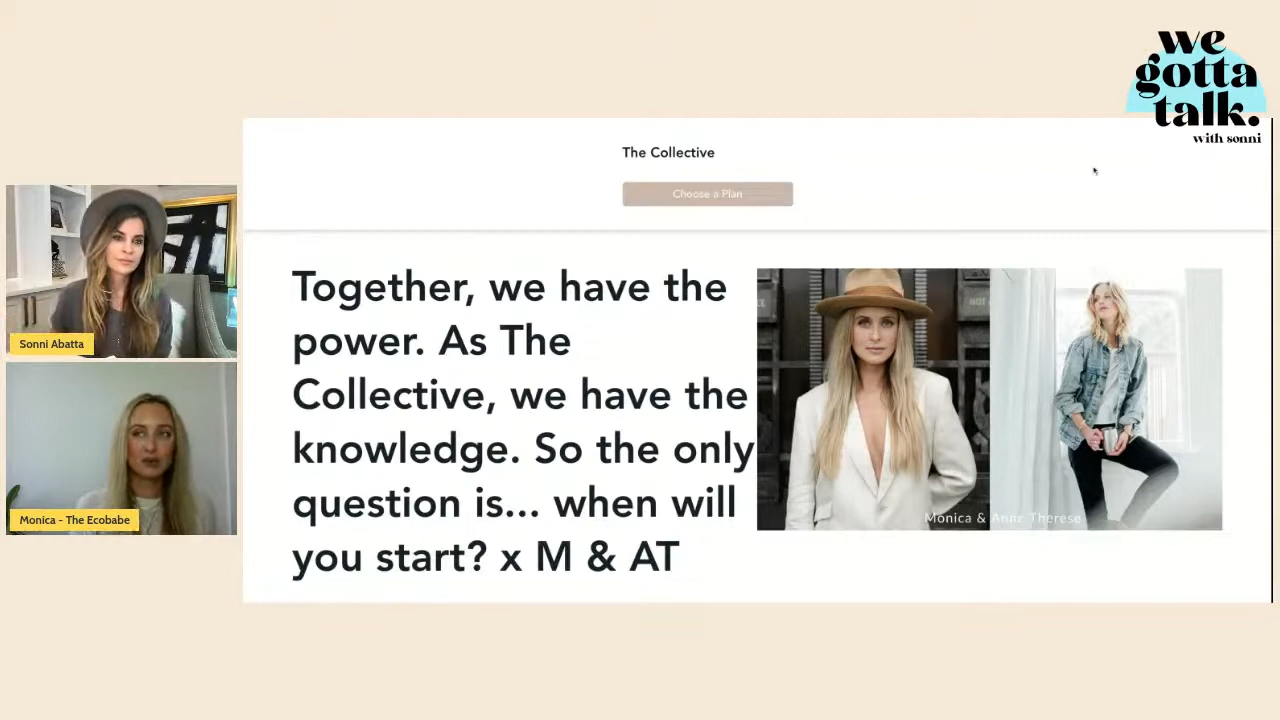 we
gotta
talk.
with sonni
The Collective
Choose a Plan
Together, we have the
power. As The
Collective, we have the
knowledge. So the only
question is... when will
you start? x M & AT
Monica & Anne Therese
Sonni Abatta
Monica - The Ecobabe